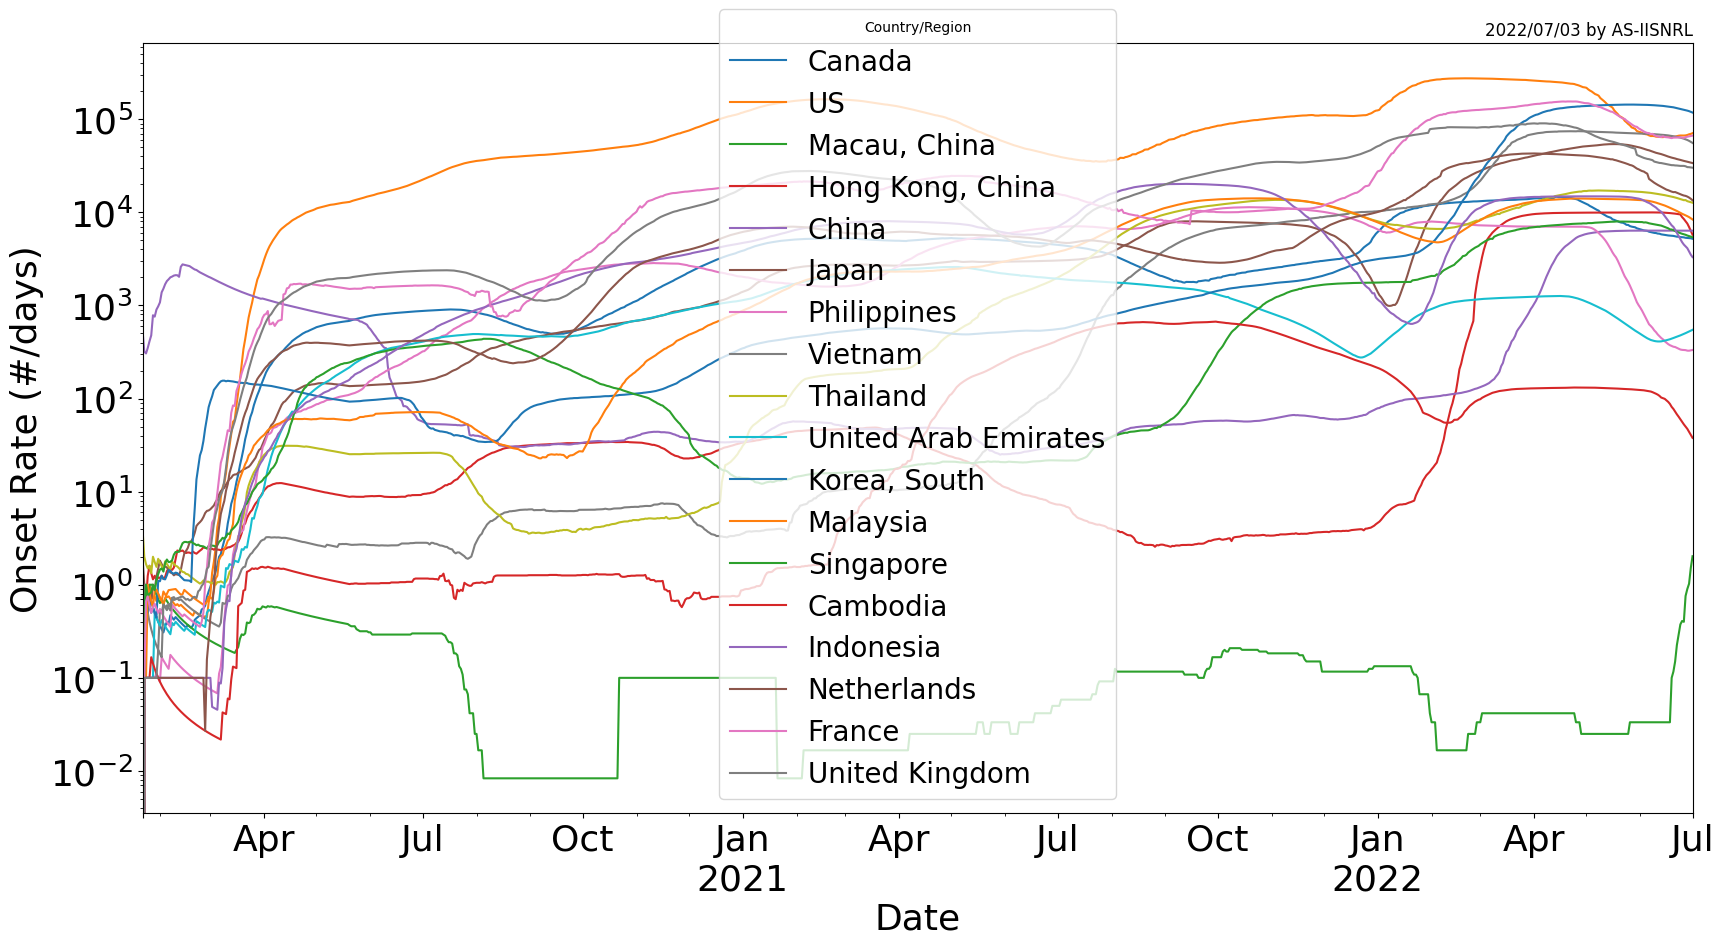 Country/Region
2022/07/03 by AS-IISNRL
Canada
US
Macau, China
Hong Kong, China
China
Japan
Philippines
Vietnam
Thailand
United Arab Emirates
Korea, South
Malaysia
Singapore
Cambodia
Indonesia
Netherlands
France
United Kingdom
Onset Rate (#/days)
10^5
10^4
10^3
10^2
10^1
10^0
10^-1
10^-2
Apr Jul Oct Jan Apr Jul Oct Jan Apr Jul
2021 2022
Date